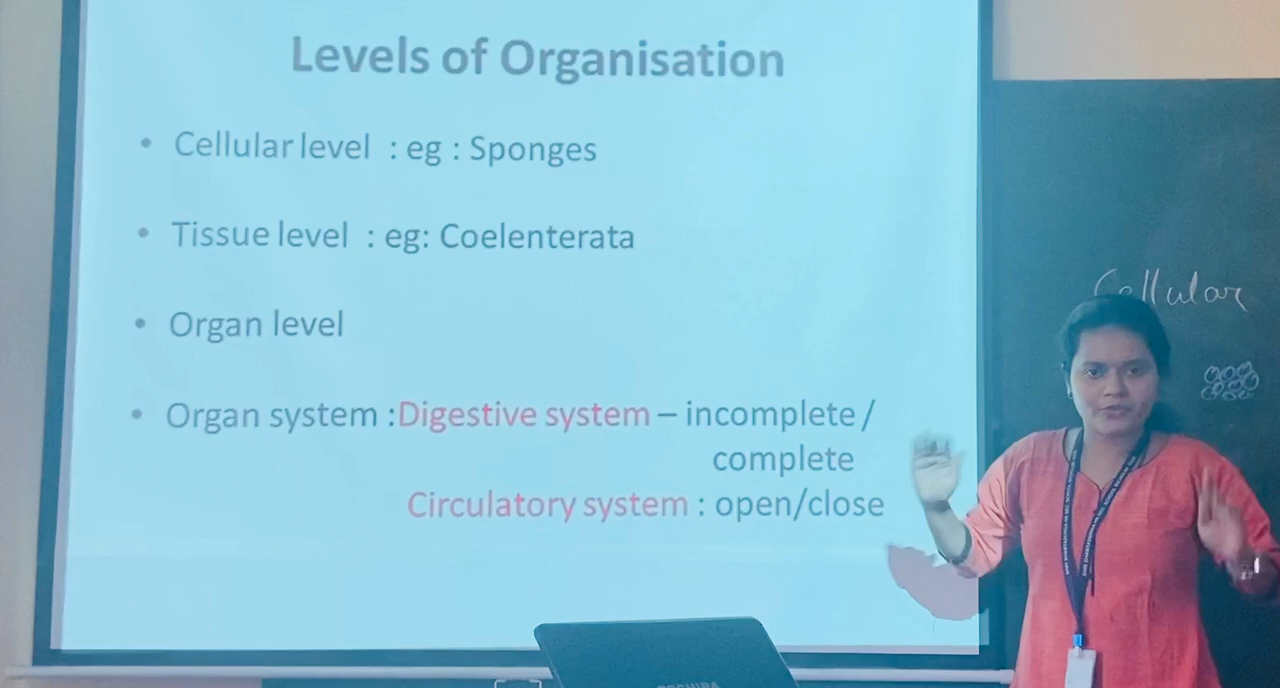 Levels of Organisation
• Cellular level : eg : Sponges
• Tissue level : eg: Coelenterata
• Organ level
• Organ system : Digestive system – incomplete /
complete
Circulatory system : open/close
Cellular
TOSHIBA